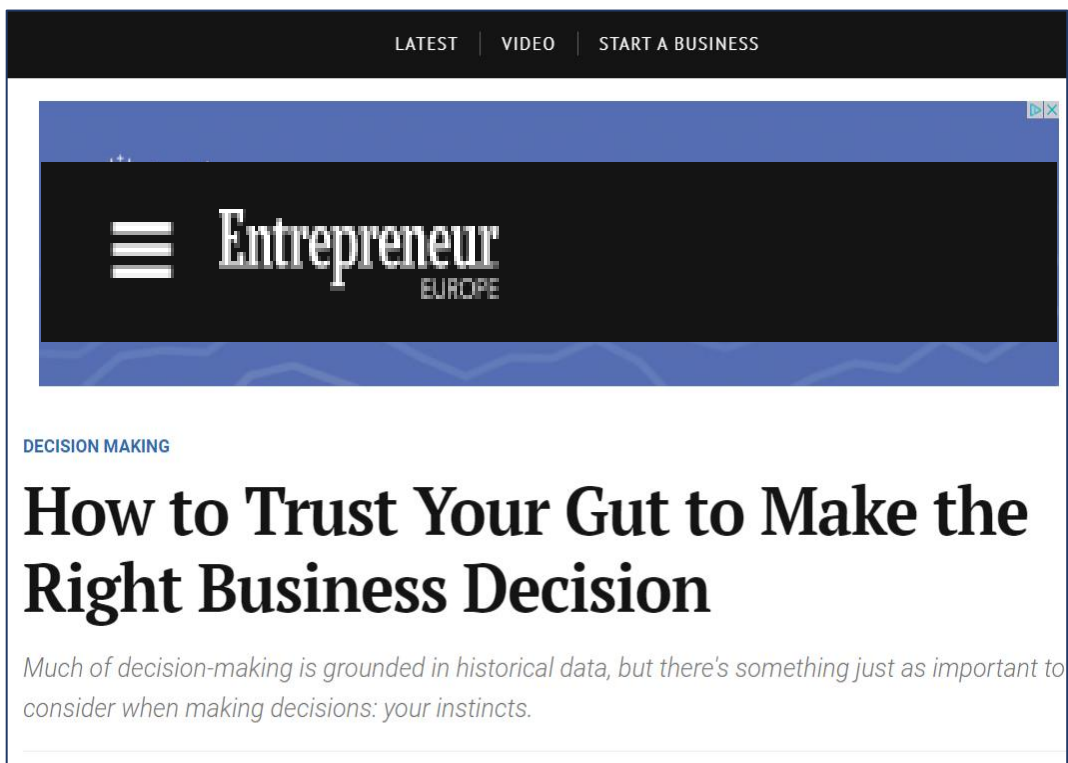 LATEST VIDEO START A BUSINESS
Entrepreneur
EUROPE
DECISION MAKING
How to Trust Your Gut to Make the
Right Business Decision
Much of decision-making is grounded in historical data, but there's something just as important to
consider when making decisions: your instincts.